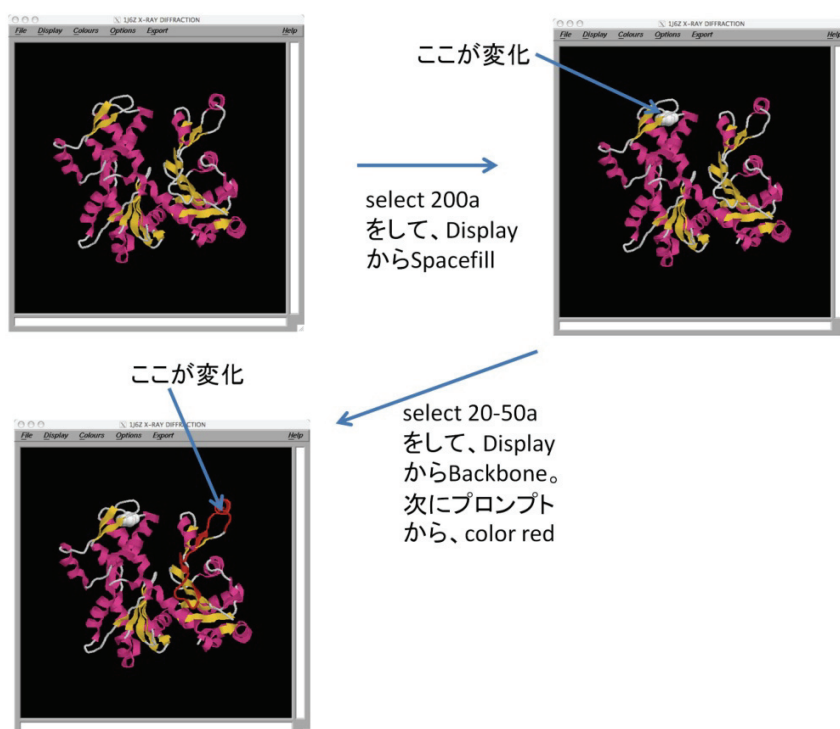 1J6Z X-RAY DIFFRACTION
File Display Colours Options Export Help
1J6Z X-RAY DIFFRACTION
File Display Colours Options Export Help
ここが変化
select 200a
をして、Display
からSpacefill
ここが変化
select 20-50a
をして、Display
からBackbone。
次にプロンプト
から、color red
1J6Z X-RAY DIFFRACTION
File Display Colours Options Export Help